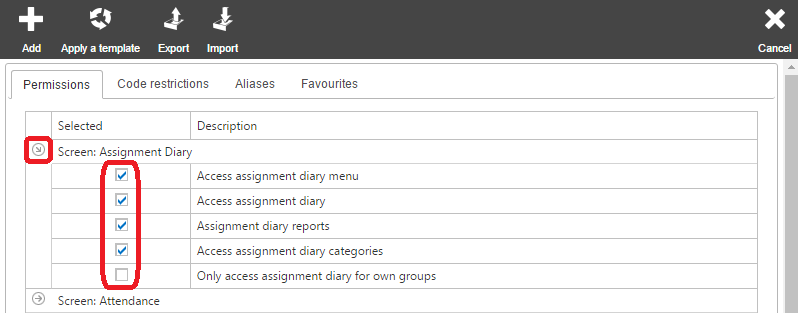 Add Apply a template Export Import Cancel
Permissions Code restrictions Aliases Favourites
Selected Description
Screen: Assignment Diary
Access assignment diary menu
Access assignment diary
Assignment diary reports
Access assignment diary categories
Only access assignment diary for own groups
Screen: Attendance